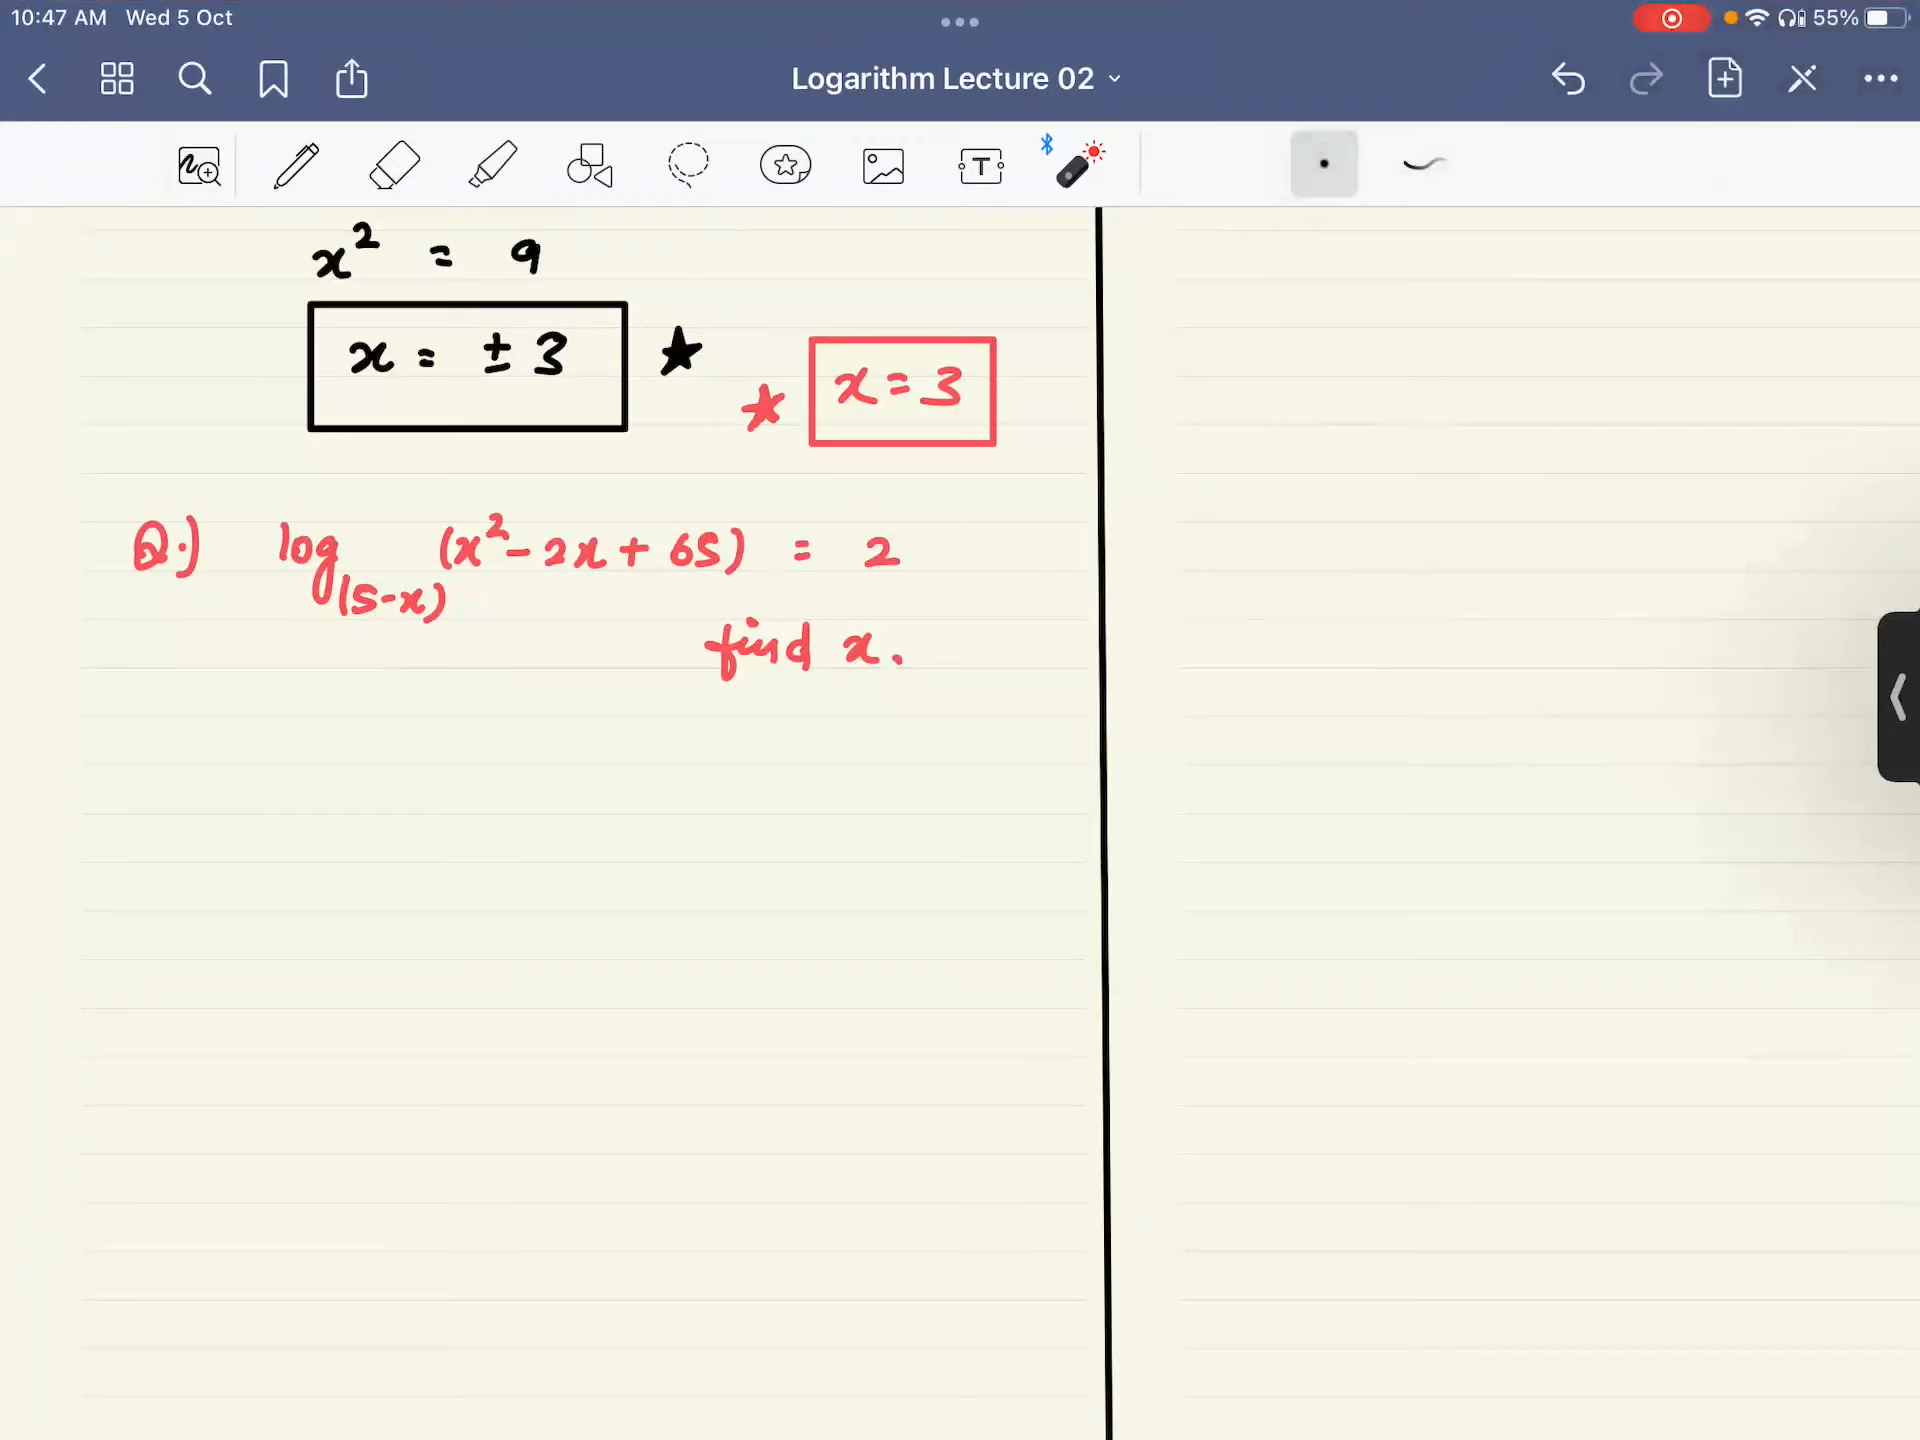 10:47 AM Wed 5 Oct
55%
Logarithm Lecture 02
T
x² = 9
x = ± 3
x = 3
Q.) log₍₅₋ₓ₎ (x² - 2x + 65) = 2
find x.